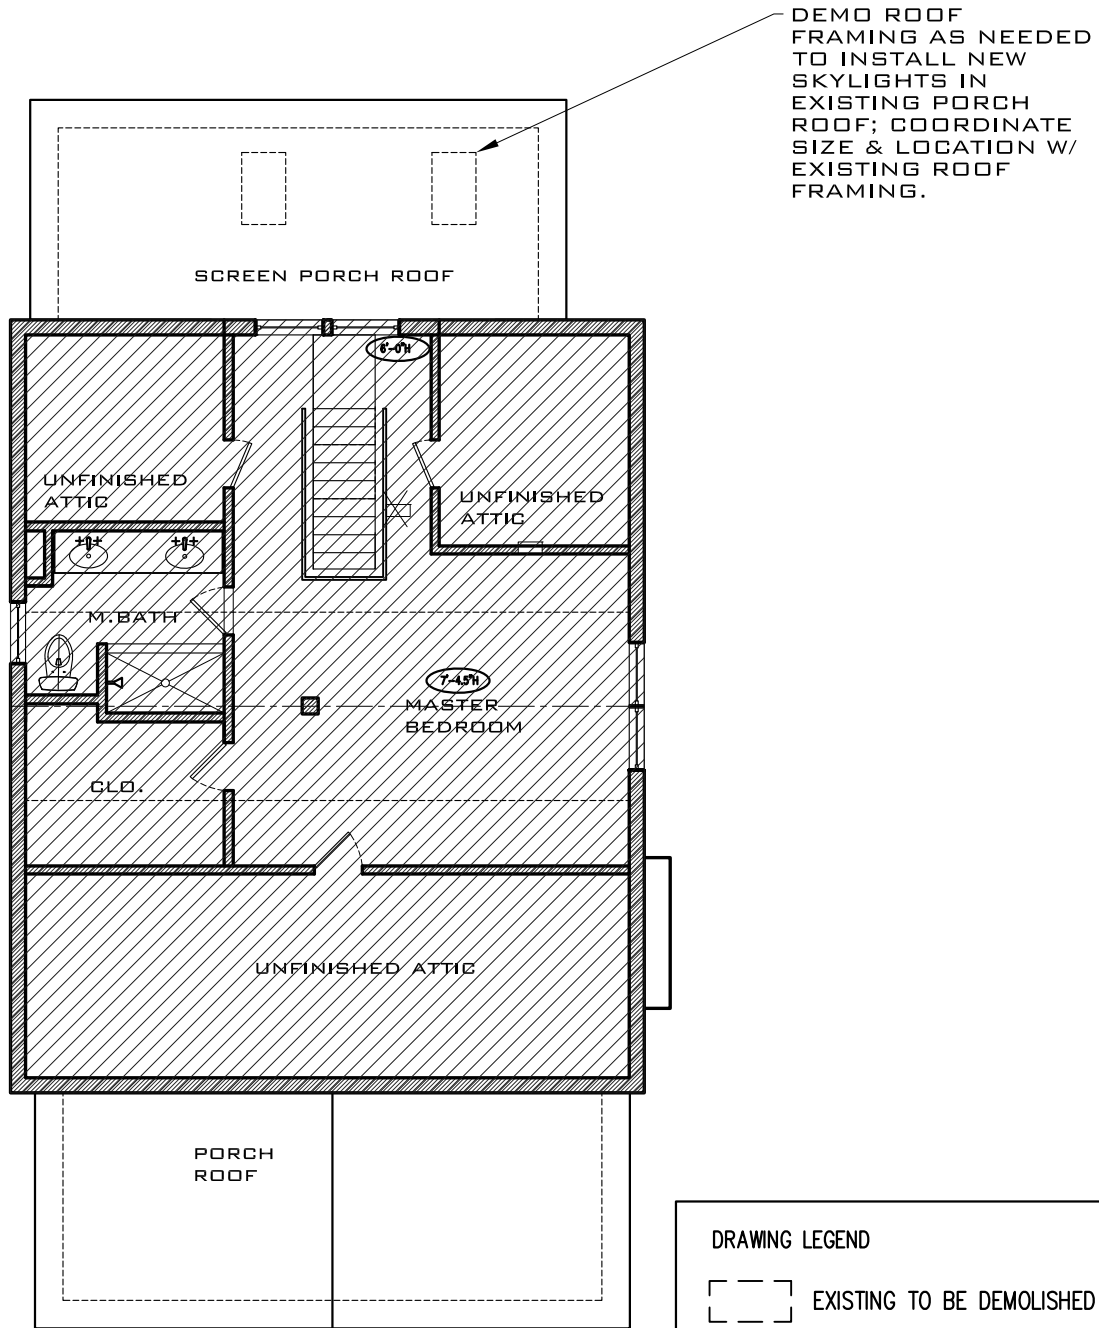 DEMO ROOF
FRAMING AS NEEDED
TO INSTALL NEW
SKYLIGHTS IN
EXISTING PORCH
ROOF; COORDINATE
SIZE & LOCATION W/
EXISTING ROOF
FRAMING.
SCREEN PORCH ROOF
6'-0"H
UNFINISHED
ATTIC
UNFINISHED
ATTIC
M.BATH
7'-4.5"H
MASTER
BEDROOM
CLO.
UNFINISHED ATTIC
PORCH
ROOF
DRAWING LEGEND
EXISTING TO BE DEMOLISHED